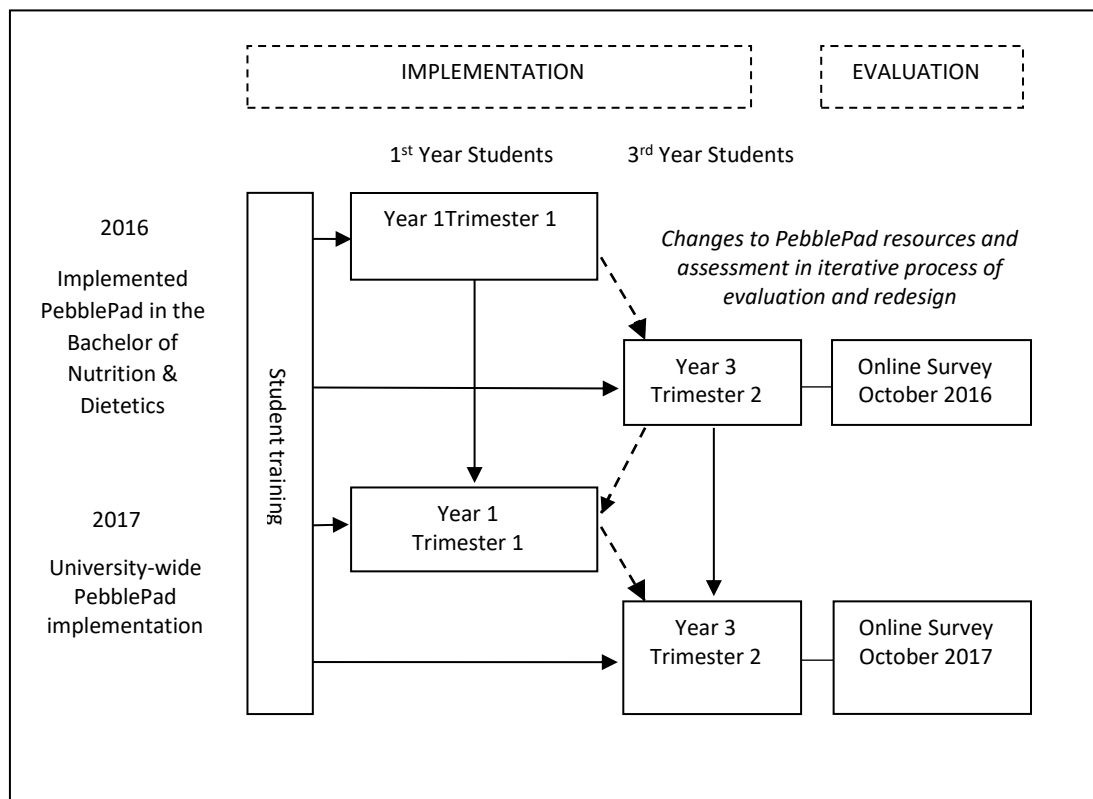 IMPLEMENTATION
EVALUATION
1st Year Students
3rd Year Students
2016
Implemented
PebblePad in the
Bachelor of
Nutrition &
Dietetics
Student training
Year 1Trimester 1
Changes to PebblePad resources and
assessment in iterative process of
evaluation and redesign
Year 3
Trimester 2
Online Survey
October 2016
2017
University-wide
PebblePad
implementation
Year 1
Trimester 1
Year 3
Trimester 2
Online Survey
October 2017